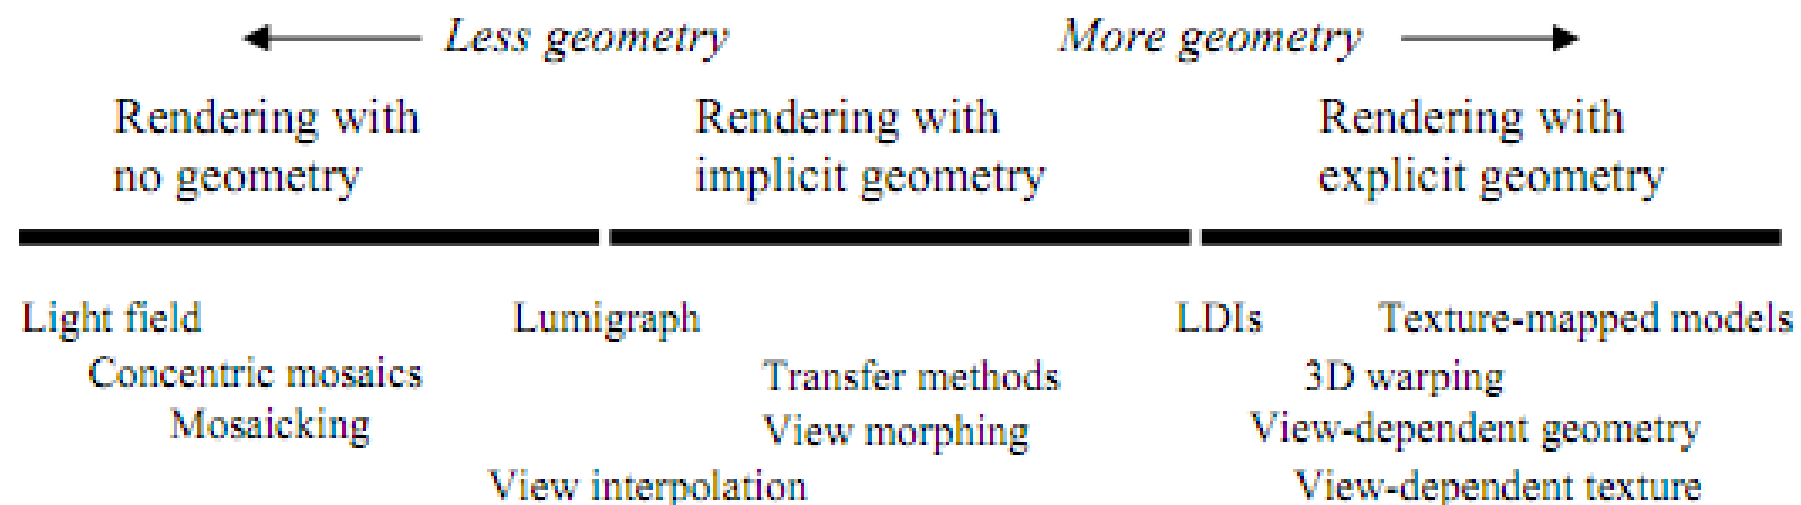 Less geometry More geometry
Rendering with Rendering with Rendering with
no geometry implicit geometry explicit geometry
Light field Lumigraph LDIs Texture-mapped models
Concentric mosaics Transfer methods 3D warping
Mosaicking View morphing View-dependent geometry
View interpolation View-dependent texture